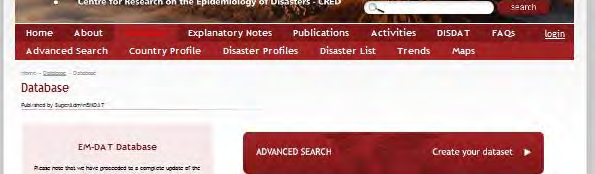 Centre for Research on the Epidemiology of Disasters - CRED
search
Home About Explanatory Notes Publications Activities DISDAT FAQs login
Advanced Search Country Profile Disaster Profiles Disaster List Trends Maps
Home » Database » Database
Database
Published by SuperAdminEMDAT
EM-DAT Database
ADVANCED SEARCH Create your dataset
Please note that we have proceeded to a complete update of the